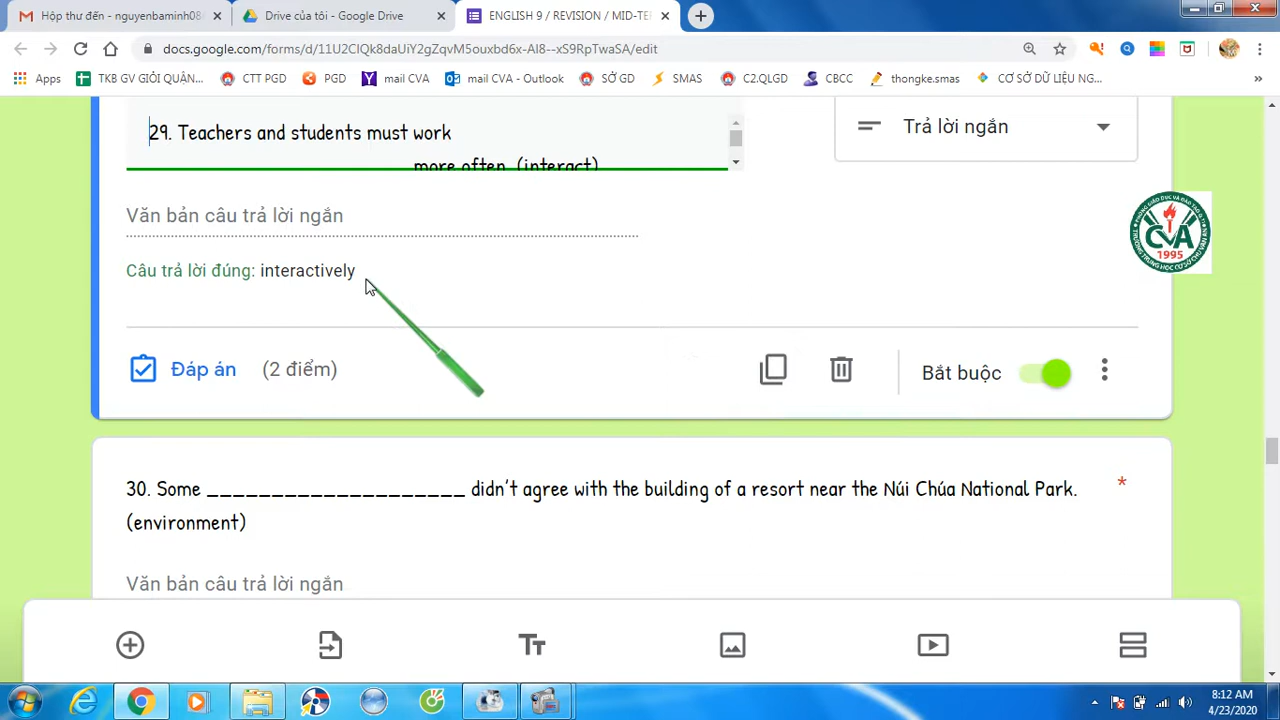 Hộp thư đến - nguyenbaminh08
Drive của tôi - Google Drive
ENGLISH 9 / REVISION / MID-TE
docs.google.com/forms/d/11U2ClQk8daUiY2gZqwM5otXbd6x-AI8--xS9RpTwaSA/edit
Apps
TKB GV GIỎI QUẬN...
CTT PGD
PGD
mail CVA
mail CVA - Outlook
SỞ GD
SMAS
C2.QLGD
CBCC
thongke.smas
CƠ SỞ DỮ LIỆU NG...
»
29. Teachers and students must work
more often. (interact)
Trả lời ngắn
Văn bản câu trả lời ngắn
Câu trả lời đúng: interactively
CVA
1995
Đáp án (2 điểm)
Bắt buộc
30. Some ____________________ didn't agree with the building of a resort near the Núi Chúa National Park. *
(environment)
Văn bản câu trả lời ngắn
Tт
8:12 AM
4/23/2020